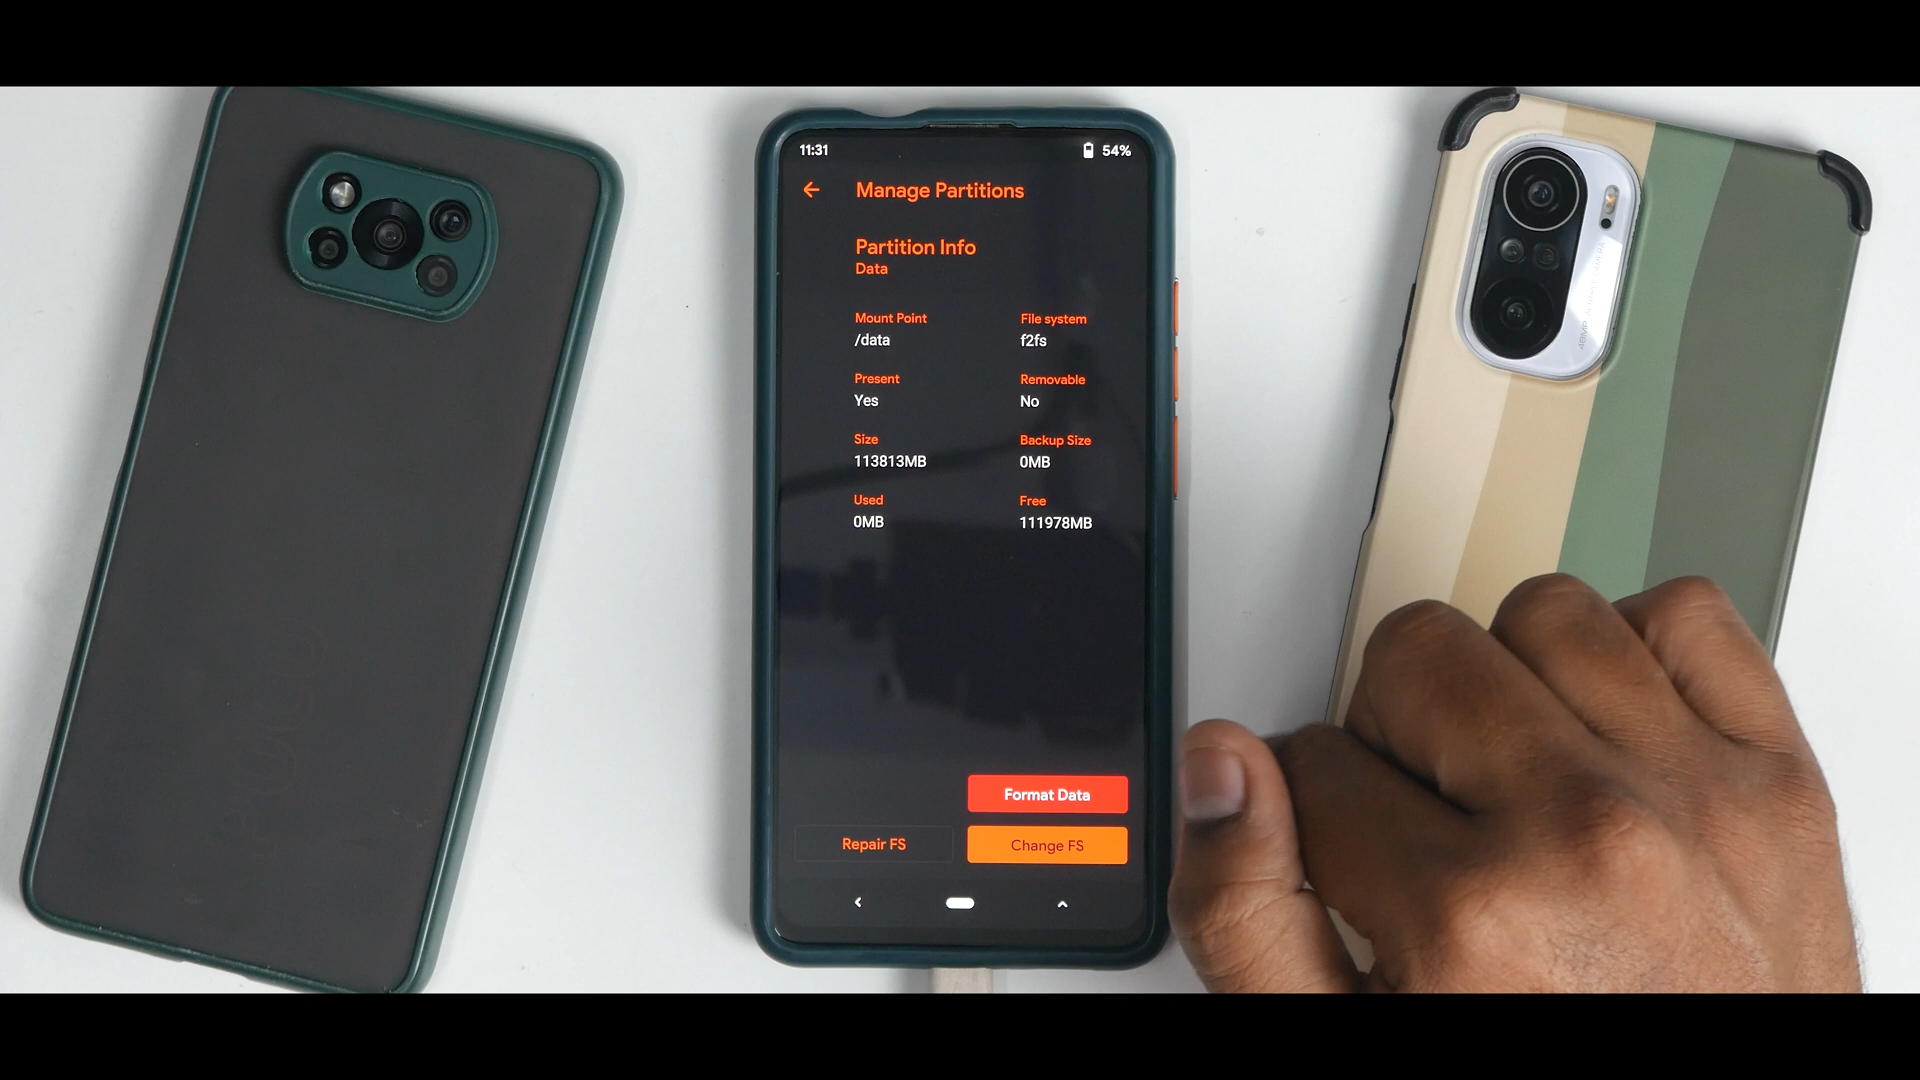 11:31
54%
Manage Partitions
Partition Info
Data
Mount Point
File system
/data
f2fs
Present
Removable
Yes
No
Size
Backup Size
113813MB
0MB
Used
Free
0MB
111978MB
Format Data
Repair FS
Change FS
48MP